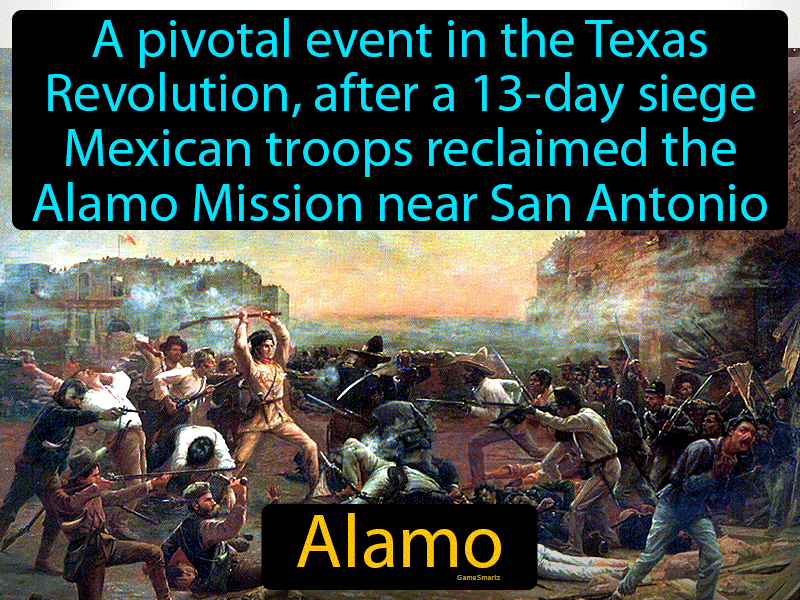 A pivotal event in the Texas
Revolution, after a 13-day siege
Mexican troops reclaimed the
Alamo Mission near San Antonio
Alamo
GameSmartz